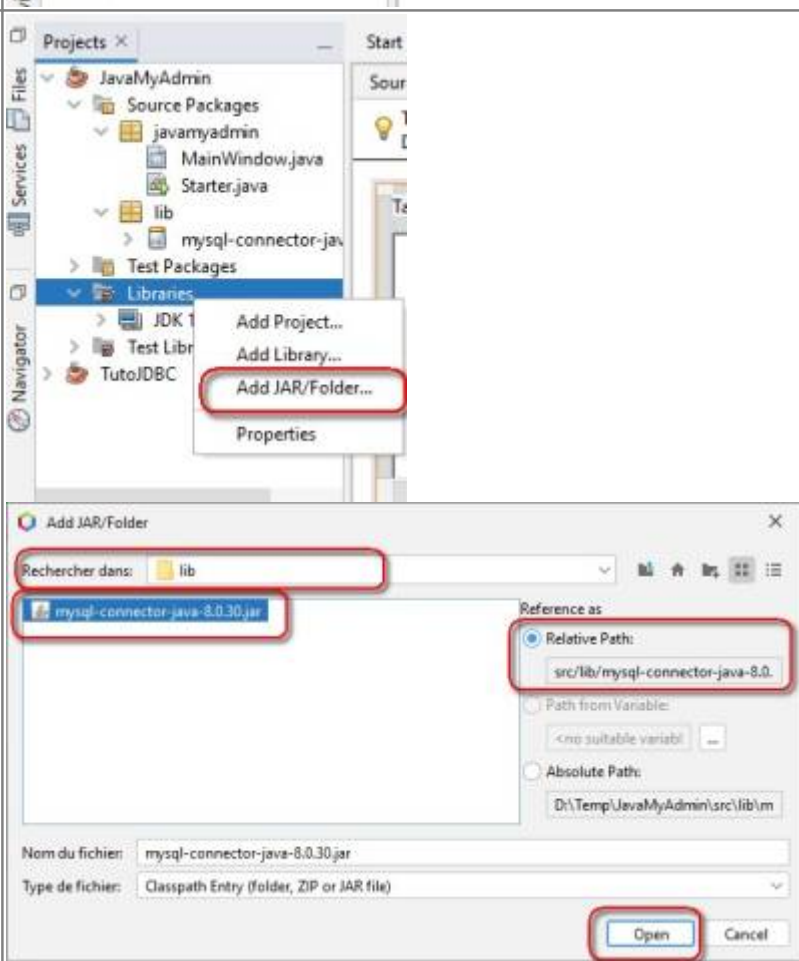 Projects ×
Start
Files
Services
Navigator
JavaMyAdmin
Source Packages
javamyadmin
MainWindow.java
Starter.java
lib
mysql-connector-jav
Test Packages
Libraries
JDK 1
Test Libr
TutoJDBC
Sour
Add Project...
Add Library...
Add JAR/Folder...
Properties
Add JAR/Folder
Rechercher dans: lib
mysql-connector-java-8.0.30.jar
Reference as
Relative Path:
src/lib/mysql-connector-java-8.0.
Path from Variable:
<no suitable variabl ...
Absolute Path:
D:\Temp\JavaMyAdmin\src\lib\m
Nom du fichier: mysql-connector-java-8.0.30.jar
Type de fichier: Classpath Entry (folder, ZIP or JAR file)
Open Cancel